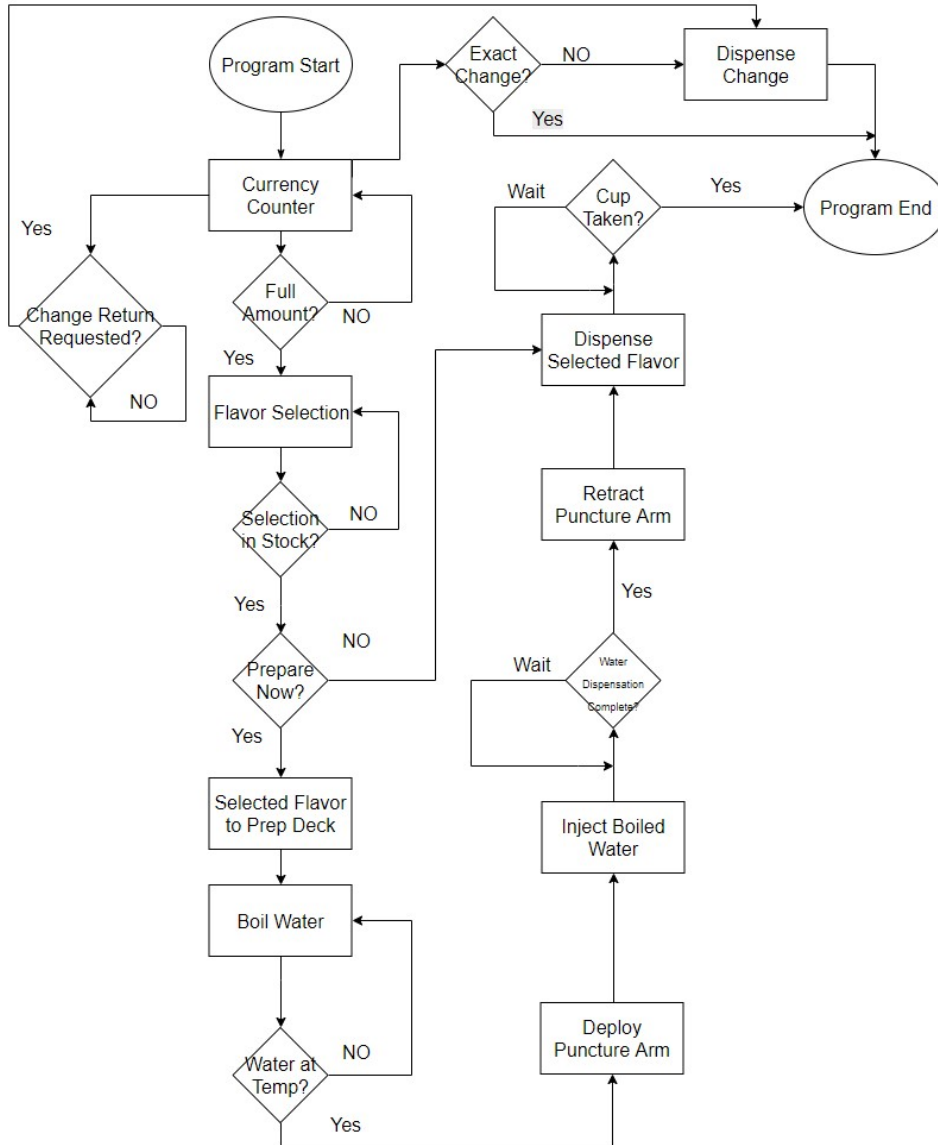 Program Start
Exact
Change?
NO
Dispense
Change
Yes
Currency
Counter
Wait
Cup
Taken?
Yes
Program End
Yes
Full
Amount?
NO
Change Return
Requested?
NO
Yes
Dispense
Selected Flavor
Flavor Selection
Selection
in Stock?
NO
Retract
Puncture Arm
Yes
NO
Yes
Prepare
Now?
Wait
Water
Dispensation
Complete?
Yes
Selected Flavor
to Prep Deck
Inject Boiled
Water
Boil Water
Water at
Temp?
NO
Deploy
Puncture Arm
Yes